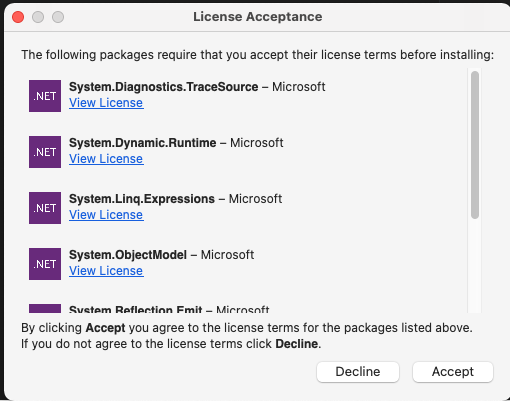 License Acceptance
The following packages require that you accept their license terms before installing:
.NET
System.Diagnostics.TraceSource – Microsoft
View License
.NET
System.Dynamic.Runtime – Microsoft
View License
.NET
System.Linq.Expressions – Microsoft
View License
.NET
System.ObjectModel – Microsoft
View License
System.Reflection.Emit – Microsoft
By clicking Accept you agree to the license terms for the packages listed above.
If you do not agree to the license terms click Decline.
Decline
Accept